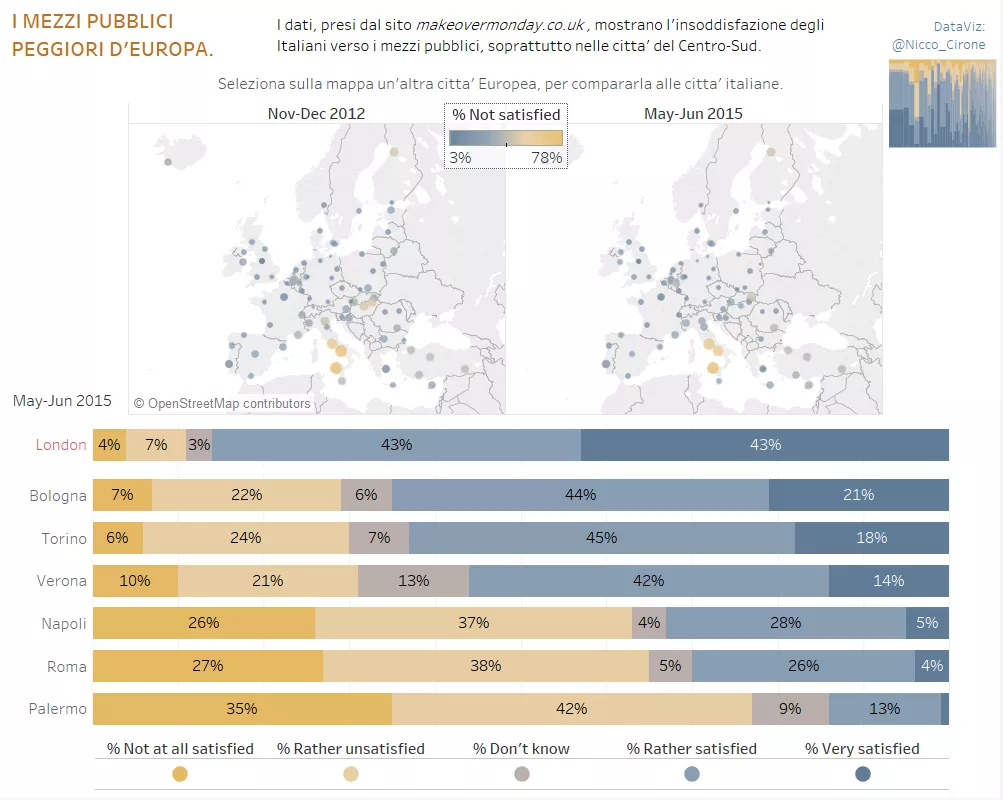 I MEZZI PUBBLICI
PEGGIORI D'EUROPA.
I dati, presi dal sito makeovermonday.co.uk, mostrano l'insoddisfazione degli
Italiani verso i mezzi pubblici, soprattutto nelle citta' del Centro-Sud.
DataViz:
@Nicco_Cirone
Seleziona sulla mappa un'altra citta' Europea, per compararla alle citta' italiane.
Nov-Dec 2012
% Not satisfied
3% 78%
May-Jun 2015
May-Jun 2015
© OpenStreetMap contributors
London 4% 7% 3% 43% 43%
Bologna 7% 22% 6% 44% 21%
Torino 6% 24% 7% 45% 18%
Verona 10% 21% 13% 42% 14%
Napoli 26% 37% 4% 28% 5%
Roma 27% 38% 5% 26% 4%
Palermo 35% 42% 9% 13%
% Not at all satisfied % Rather unsatisfied % Don't know % Rather satisfied % Very satisfied